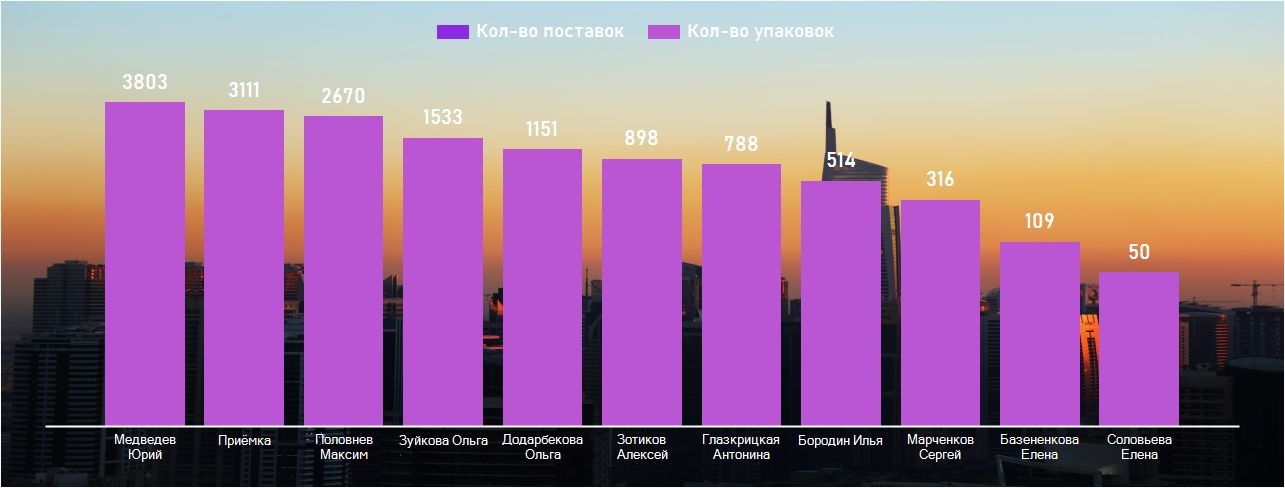 Кол-во поставок Кол-во упаковок
3803 3111 2670 1533 1151 898 788 514 316 109 50
Медведев Юрий
Приёмка
Половнев Максим
Зуйкова Ольга
Додарбекова Ольга
Зотиков Алексей
Глазкрицкая Антонина
Бородин Илья
Марченков Сергей
Базененкова Елена
Соловьева Елена